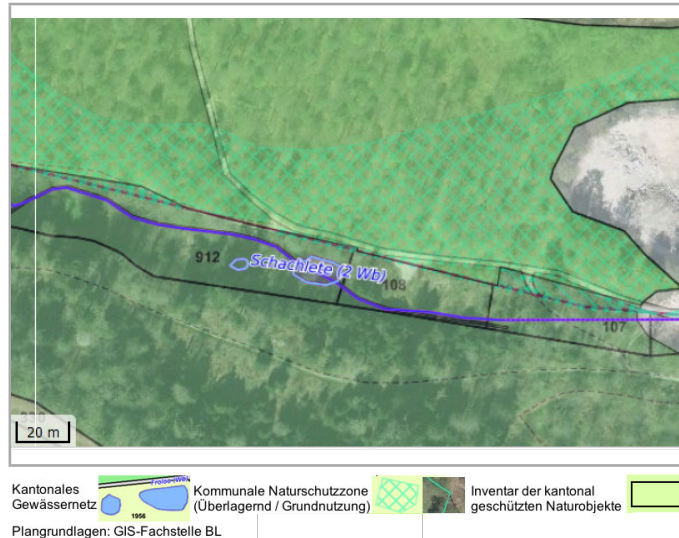 912
Schachlete (2 Wb)
108
107
20 m
Kantonales
Gewässernetz
1956
Kommunale Naturschutzzone
(Überlagernd / Grundnutzung)
Inventar der kantonal
geschützten Naturobjekte
Plangrundlagen: GIS-Fachstelle BL